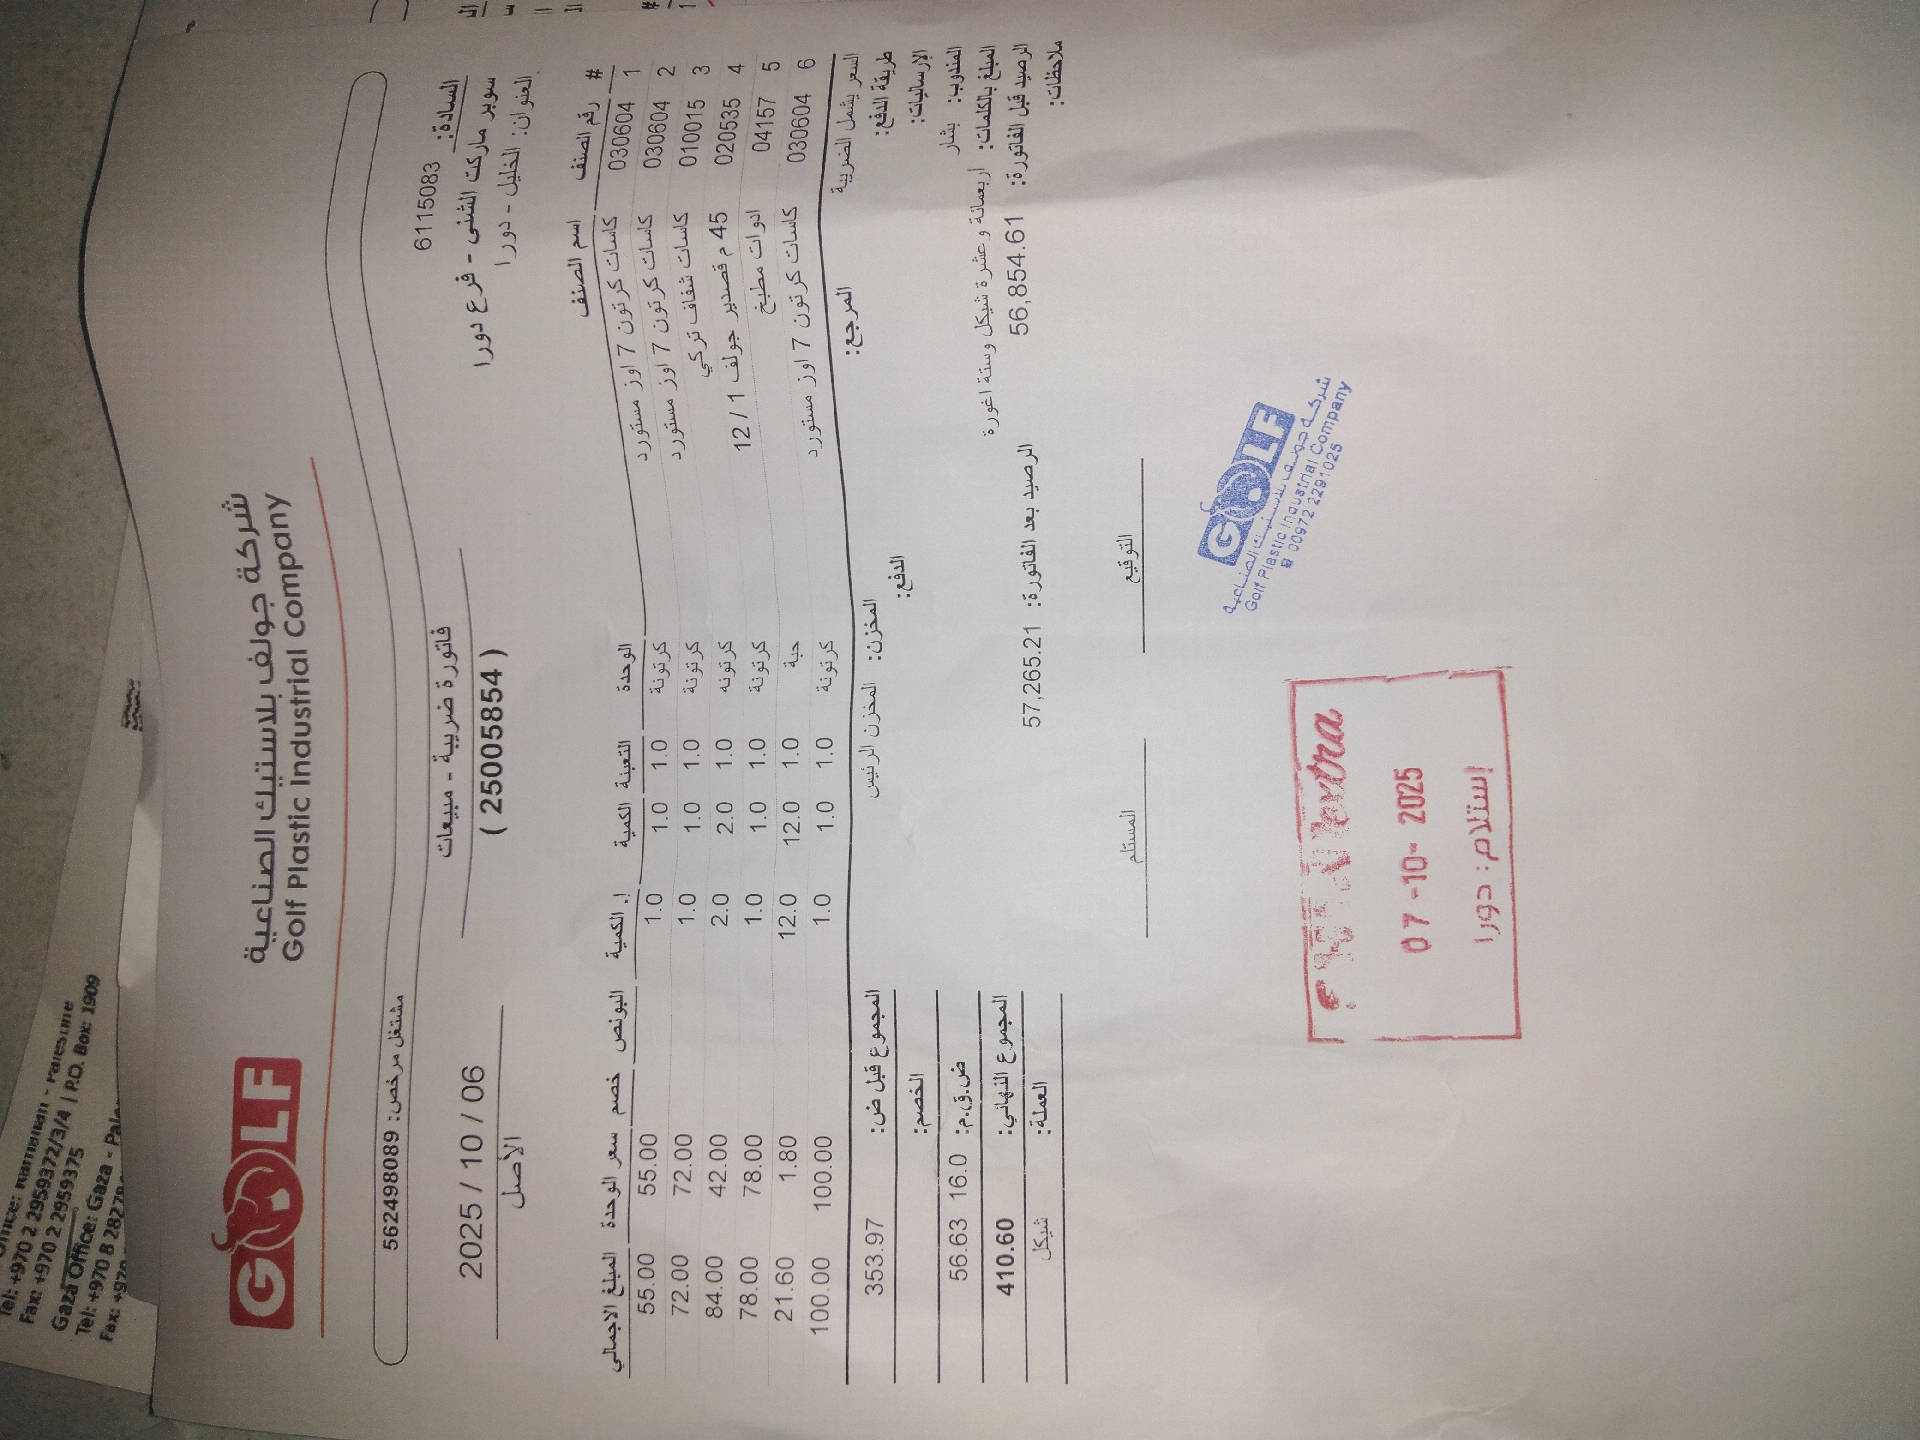 Tel: +970 2 2959372/3/4 | P.O. Box: 1909
Fax: +970 2 2959375
Gaza Office: Gaza -
Tel: +970 8
GOLF
شركة جولف بلاستيك الصناعية
Golf Plastic Industrial Company
مشتغل مرخص: 562498089
السادة: 6115083
سوبر ماركت الشنى - فرع دورا
العنوان: الخليل - دورا
فاتورة ضريبة - مبيعات
( 25005854 )
2025 / 10 / 06
الأصل
# رقم الصنف اسم الصنف الوحدة التعبئة الكمية إ. الكمية البونص خصم سعر الوحدة المبلغ الاجمالي
1 030604 كاسات كرتون 7 اوز مستورد كرتونة 1.0 1.0 1.0 55.00 55.00
2 030604 كاسات كرتون 7 اوز مستورد كرتونة 1.0 1.0 1.0 72.00 72.00
3 010015 كاسات شفاف تركي كرتونه 1.0 2.0 2.0 42.00 84.00
4 020535 45 م قصدير جولف 1 / 12 كرتونة 1.0 1.0 1.0 78.00 78.00
5 04157 ادوات مطبخ حبة 1.0 12.0 12.0 1.80 21.60
6 030604 كاسات كرتون 7 اوز مستورد كرتونة 1.0 1.0 1.0 100.00 100.00
السعر يشمل الضريبة المرجع: المخزن: المخزن الرئيس المجموع قبل ض: 353.97
طريقة الدفع: الدفع: الخصم:
الإرساليات:
المندوب: بشار ض.ق.م: 16.0 56.63
المبلغ بالكلمات: اربعمائة و عشرة شيكل وستة اغورة المجموع النهائي: 410.60
الرصيد قبل الفاتورة: 56,854.61 الرصيد بعد الفاتورة: 57,265.21 العملة: شيكل
ملاحظات:
التوقيع
المستلم
GOLF
شركة جولف بلاستيك الصناعية
Golf Plastic Industrial Company
00972 2291025
07 -10- 2025
إستلام: دورا